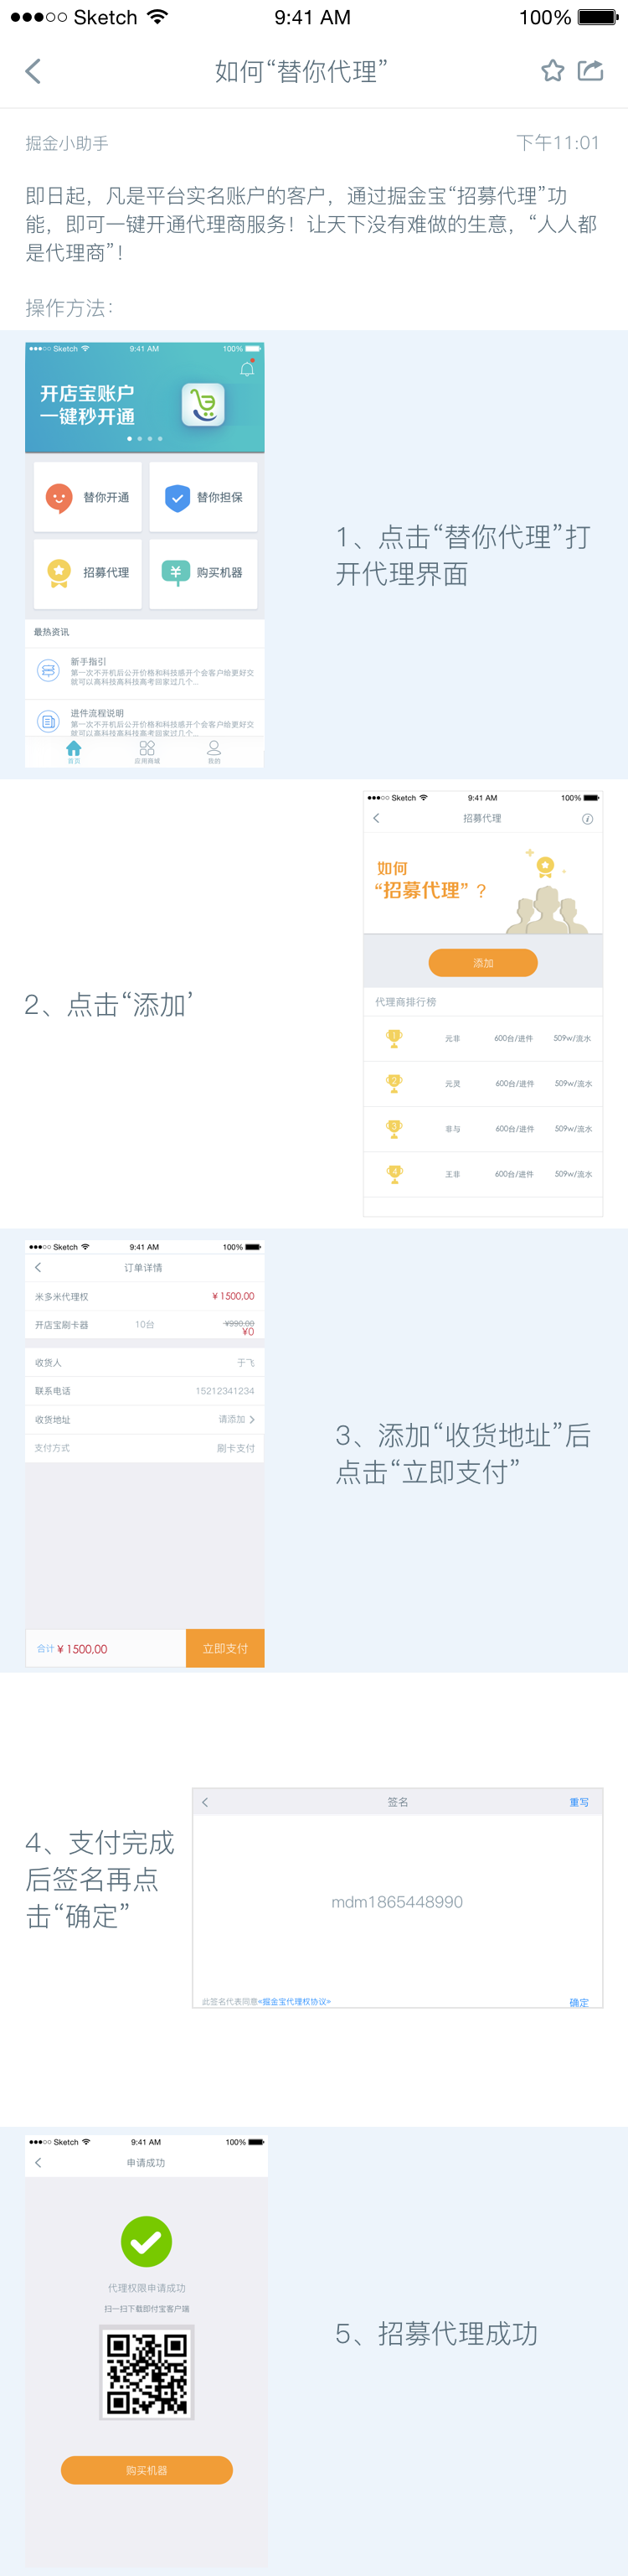 Sketch 9:41 AM 100%
如何“替你代理”
掘金小助手 下午11:01
即日起，凡是平台实名账户的客户，通过掘金宝“招募代理”功
能，即可一键开通代理商服务！让天下没有难做的生意，“人人都
是代理商”！
操作方法：
Sketch 9:41 AM 100%
开店宝账户
一键秒开通
替你开通 替你担保
招募代理 购买机器
最热资讯
新手指引
第一次不开机后公开价格和科技感开个会客户给更好交
就可以高科技高科技高考回家过几个...
进件流程说明
第一次不开机后公开价格和科技感开个会客户给更好交
就可以高科技高科技高考回家过几个...
首页 应用商城 我的
1、点击“替你代理”打
开代理界面
Sketch 9:41 AM 100%
招募代理
如何
“招募代理”？
添加
代理商排行榜
1 元非 600台/进件 509w/流水
2 元灵 600台/进件 509w/流水
3 非与 600台/进件 509w/流水
4 王非 600台/进件 509w/流水
2、点击“添加’
Sketch 9:41 AM 100%
订单详情
米多米代理权 ¥1500,00
开店宝刷卡器 10台 ¥990.00
¥0
收货人 于飞
联系电话 15212341234
收货地址 请添加
支付方式 刷卡支付
合计 ¥1500,00 立即支付
3、添加“收货地址”后
点击“立即支付”
签名 重写
mdm1865448990
此签名代表同意<掘金宝代理权协议> 确定
4、支付完成
后签名再点
击“确定”
Sketch 9:41 AM 100%
申请成功
代理权限申请成功
扫一扫下载即付宝客户端
购买机器
5、招募代理成功